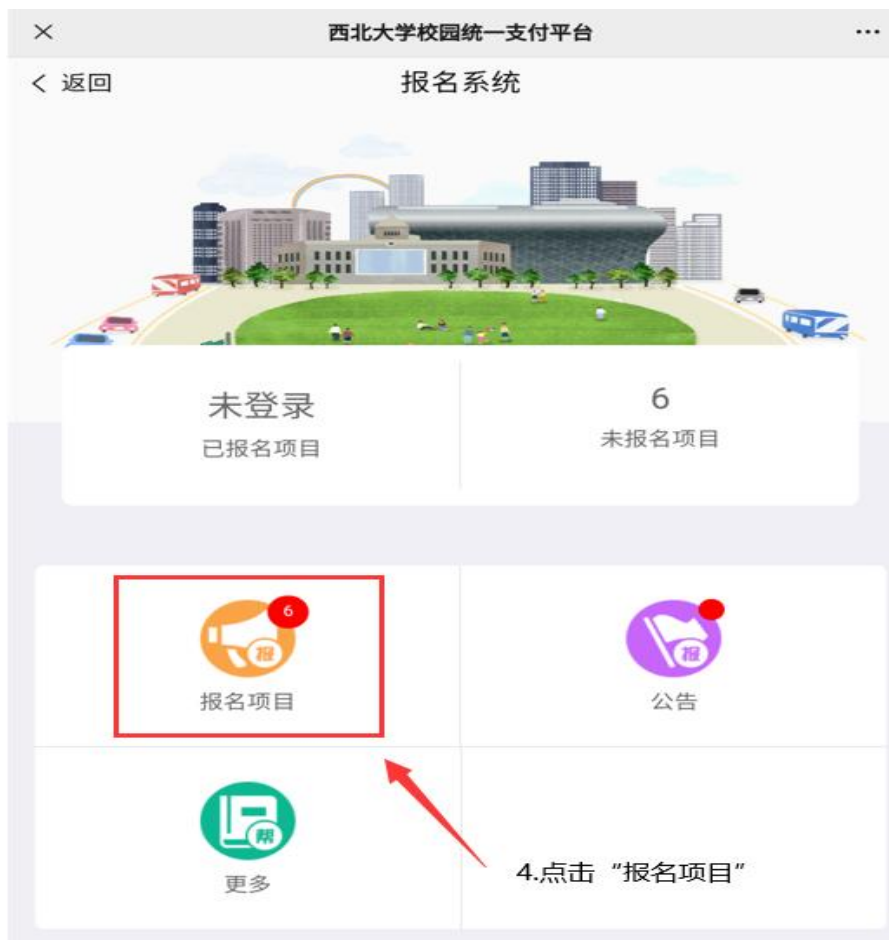 西北大学校园统一支付平台
返回
报名系统
未登录
已报名项目
6
未报名项目
6
报
报名项目
报
公告
帮
更多
4.点击“报名项目”